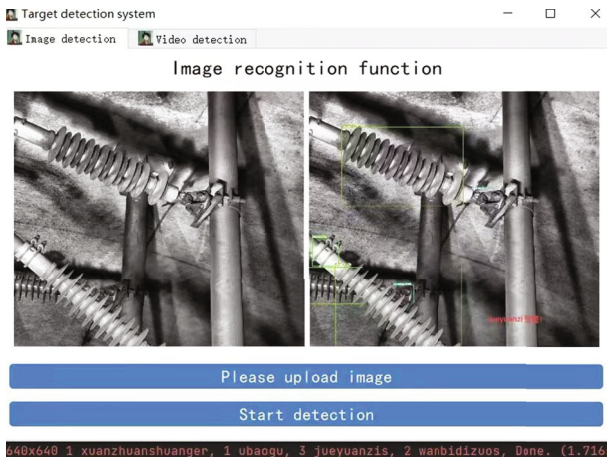 Target detection system
Image detection
Video detection
Image recognition function
Please upload image
Start detection
640x640 1 xuanzhuanshuanger, 1 ubaogu, 3 jueyuanzis, 2 wanbidizuos, Done. (1.716